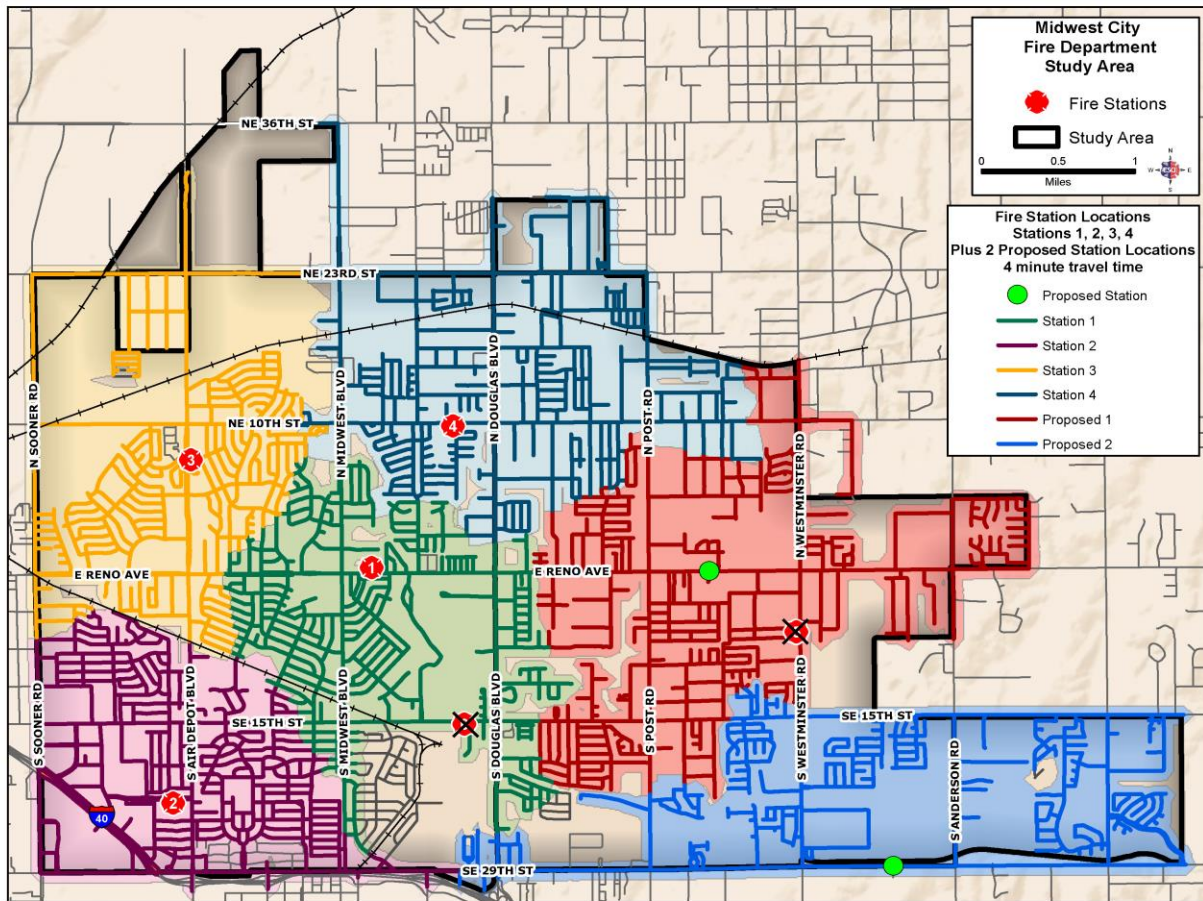 Midwest City
Fire Department
Study Area
Fire Stations
Study Area
0 0.5 1
Miles
N
W E
S
Fire Station Locations
Stations 1, 2, 3, 4
Plus 2 Proposed Station Locations
4 minute travel time
Proposed Station
Station 1
Station 2
Station 3
Station 4
Proposed 1
Proposed 2
NE 36TH ST
NE 23RD ST
N SOONER RD
N MIDWEST BLVD
N DOUGLAS BLVD
NE 10TH ST
4
N POST RD
3
N WESTMINSTER RD
1
E RENO AVE
E RENO AVE
S SOONER RD
S AIR DEPOT BLVD
SE 15TH ST
S MIDWEST BLVD
S DOUGLAS BLVD
S POST RD
S WESTMINSTER RD
SE 15TH ST
S ANDERSON RD
2
40
SE 29TH ST